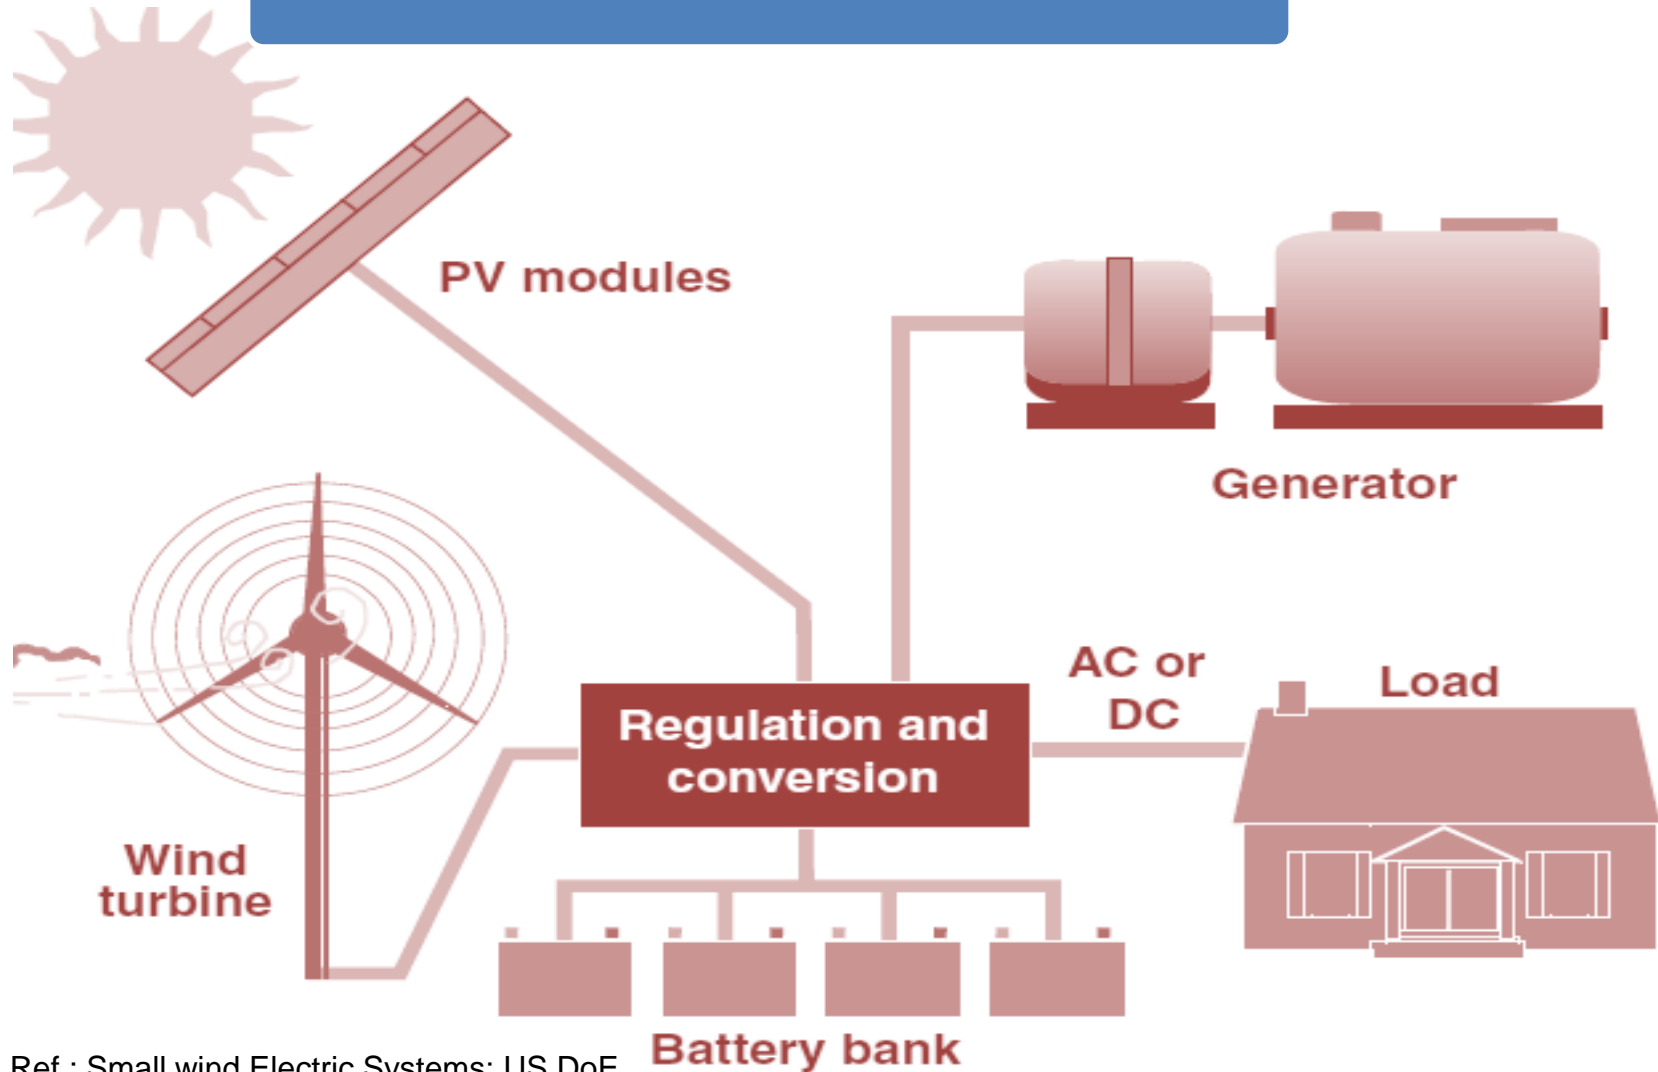 PV modules
Generator
AC or
DC
Load
Regulation and
conversion
Wind
turbine
Battery bank
Ref.: Small wind Electric Systems; US DoE